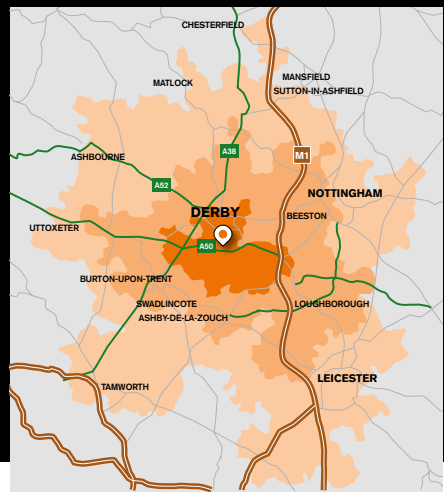 CHESTERFIELD
MANSFIELD
MATLOCK
SUTTON-IN-ASHFIELD
A38
M1
ASHBOURNE
A52
NOTTINGHAM
DERBY
BEESTON
UTTOXETER
A50
BURTON-UPON-TRENT
SWADLINCOTE
LOUGHBOROUGH
ASHBY-DE-LA-ZOUCH
LEICESTER
TAMWORTH